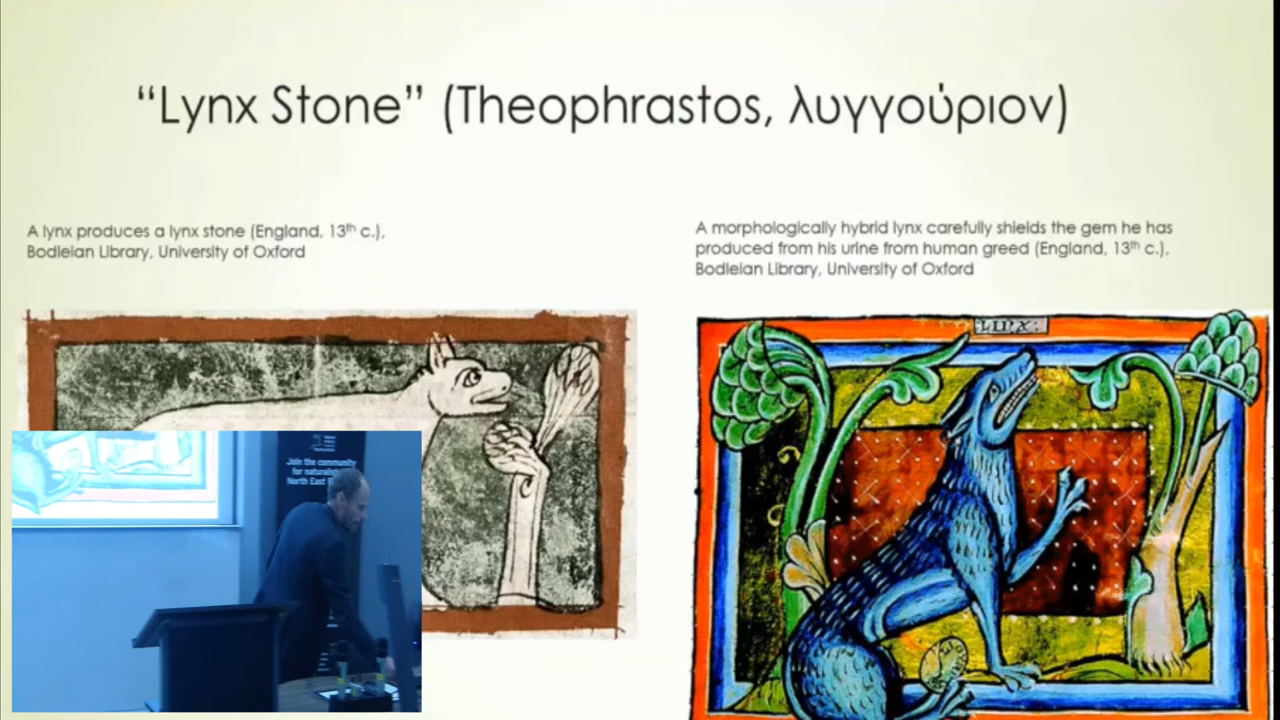 “Lynx Stone” (Theophrastos, λυγγούριον)
A lynx produces a lynx stone (England, 13th c.),
Bodleian Library, University of Oxford
A morphologically hybrid lynx carefully shields the gem he has
produced from his urine from human greed (England, 13th c.),
Bodleian Library, University of Oxford
Join the community
for
North East